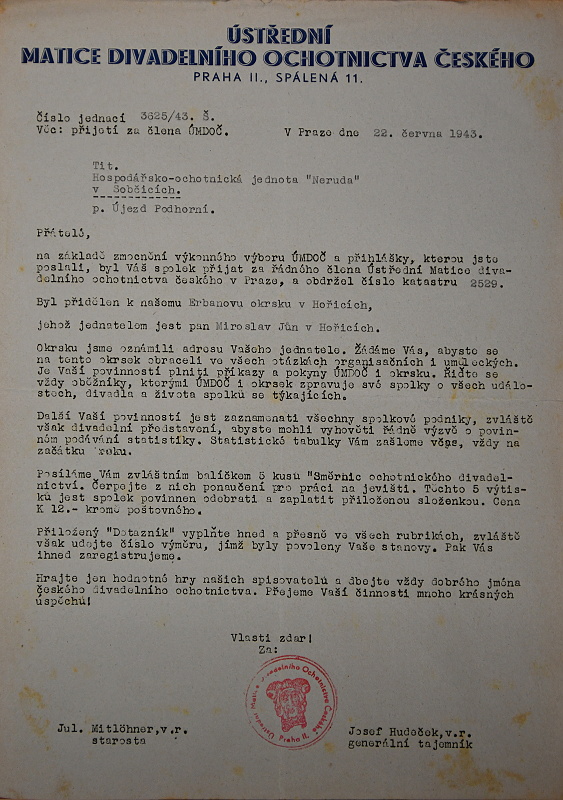 ÚSTŘEDNÍ
MATICE DIVADELNÍHO OCHOTNICTVA ČESKÉHO
PRAHA II., SPÁLENÁ 11.
Číslo jednací 3625/43. Š.
Věc: přijetí za člena ÚMDOČ. V Praze dne 22. června 1943.
Tit.
Hospodářsko-ochotnická jednota "Neruda"
v Sobčicích.
p. Újezd Podhorní.
Přátelé,
na základě zmocnění výkonného výboru ÚMDOČ a přihlášky, kterou jste
poslali, byl Váš spolek přijat za řádného člena Ústřední Matice diva-
delního ochotnictva českého v Praze, a obdržel číslo katastru 2529.
Byl přidělen k našemu Erbanovu okrsku v Hořicích,
jehož jednatelem jest pan Miroslav Jůn v Hořicích.
Okrsku jsme oznámili adresu Vašeho jednatele. Žádáme Vás, abyste se
na tento okrsek obraceli ve všech otázkách organisačních i uměleckých.
Je Vaší povinností plniti příkazy a pokyny ÚMDOČ i okrsku. Řiďte se
vždy oběžníky, kterými ÚMDOČ i okrsek zpravuje své spolky o všech událo-
stech, divadla a života spolků se týkajících.
Další Vaší povinností jest zaznamenati všechny spolkové podniky, zvláště
však divadelní představení, abyste mohli vyhověti řádně výzvě o povin-
ném podávání statistiky. Statistické tabulky Vám zašleme včas, vždy na
začátku roku.
Posíláme Vám zvláštním balíčkem 5 kusů "Směrnic ochotnického divadel-
nictví. Čerpejte z nich ponaučení pro práci na jevišti. Těchto 5 výtis-
ků jest spolek povinnen odebrati a zaplatit přiloženou složenkou. Cena
K 12.- kromě poštovného.
Přiložený "Dotazník" vyplňte hned a přesně ve všech rubrikách, zvláště
však udejte číslo výměru, jímž byly povoleny Vaše stanovy. Pak Vás
ihned zaregistrujeme.
Hrajte jen hodnotné hry našich spisovatelů a dbejte vždy dobrého jména
českého divadelního ochotnictva. Přejeme Vaší činnosti mnoho krásných
úspěchů!
Vlasti zdar!
Za:
Ústřední Matice Divadelního Ochotnictva Českého
Praha II.
Jul. Mitlöhner,v.r. Josef Hudeček,v.r.
starosta generální tajemník